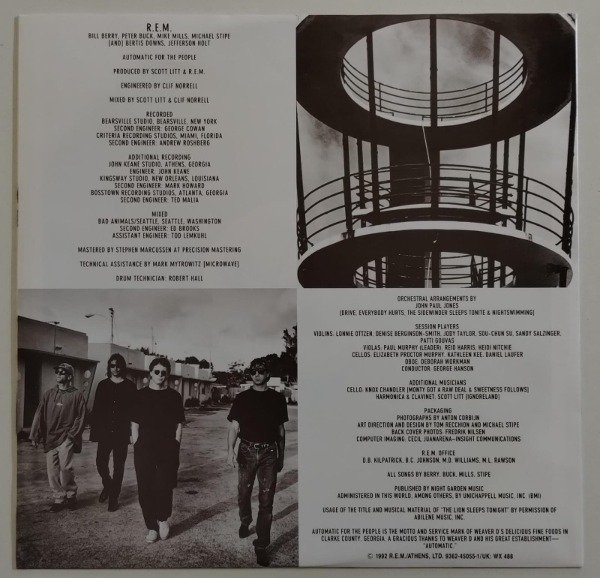 R.E.M.
BILL BERRY, PETER BUCK, MIKE MILLS, MICHAEL STIPE
(AND) BERTIS DOWNS, JEFFERSON HOLT
AUTOMATIC FOR THE PEOPLE
PRODUCED BY SCOTT LITT & R.E.M.
ENGINEERED BY CLIF NORRELL
MIXED BY SCOTT LITT & CLIF NORRELL
RECORDED
BEARSVILLE STUDIO, BEARSVILLE, NEW YORK
SECOND ENGINEER: GEORGE COWAN
CRITERIA RECORDING STUDIOS, MIAMI, FLORIDA
SECOND ENGINEER: ANDREW ROSHBERG
ADDITIONAL RECORDING
JOHN KEANE STUDIO, ATHENS, GEORGIA
ENGINEER: JOHN KEANE
KINGSWAY STUDIO, NEW ORLEANS, LOUISIANA
SECOND ENGINEER: MARK HOWARD
BOSSTOWN RECORDING STUDIOS, ATLANTA, GEORGIA
SECOND ENGINEER: TED MALIA
MIXED
BAD ANIMALS/SEATTLE, SEATTLE, WASHINGTON
SECOND ENGINEER: ED BROOKS
ASSISTANT ENGINEER: TOD LEMKUHL
MASTERED BY STEPHEN MARCUSSEN AT PRECISION MASTERING
TECHNICAL ASSISTANCE BY MARK MYTROWITZ (MICROWAVE)
DRUM TECHNICIAN: ROBERT HALL
ORCHESTRAL ARRANGEMENTS BY
JOHN PAUL JONES
(DRIVE, EVERYBODY HURTS, THE SIDEWINDER SLEEPS TONITE & NIGHTSWIMMING)
SESSION PLAYERS
VIOLINS: LONNIE OTTZEN, DENISE BERGINSON-SMITH, JODY TAYLOR, SOU-CHUN SU, SANDY SALZINGER,
PATTI GOUVAS
VIOLAS: PAUL MURPHY (LEADER), REID HARRIS, HEIDI NITCHIE
CELLOS: ELIZABETH PROCTOR MURPHY, KATHLEEN KEE, DANIEL LAUFER
OBOE: DEBORAH WORKMAN
CONDUCTOR: GEORGE HANSON
ADDITIONAL MUSICIANS
CELLO: KNOX CHANDLER (MONTY GOT A RAW DEAL & SWEETNESS FOLLOWS)
HARMONICA & CLAVINET, SCOTT LITT (IGNORELAND)
PACKAGING
PHOTOGRAPHS BY ANTON CORBIJN
ART DIRECTION AND DESIGN BY TOM RECCHION AND MICHAEL STIPE
BACK COVER PHOTOS: FREDRIK NILSEN
COMPUTER IMAGING: CECIL JUANARENA—INSIGHT COMMUNICATIONS
R.E.M. OFFICE
D.B. KILPATRICK, B.C. JOHNSON, M.D. WILLIAMS, M.L. RAWSON
ALL SONGS BY BERRY, BUCK, MILLS, STIPE
PUBLISHED BY NIGHT GARDEN MUSIC
ADMINISTERED IN THIS WORLD, AMONG OTHERS, BY UNICHAPPELL MUSIC, INC. (BMI)
USAGE OF THE TITLE AND MUSICAL MATERIAL OF "THE LION SLEEPS TONIGHT" BY PERMISSION OF
ABILENE MUSIC, INC.
AUTOMATIC FOR THE PEOPLE IS THE MOTTO AND SERVICE MARK OF WEAVER D'S DELICIOUS FINE FOODS IN
CLARKE COUNTY, GEORGIA. A GRACIOUS THANKS TO WEAVER D AND HIS GREAT ESTABLISHMENT—
"AUTOMATIC."
© 1992 R.E.M./ATHENS, LTD. 9362-45055-1/UK: WX 488